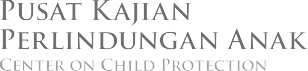 PUSAT KAJIAN
PERLINDUNGAN ANAK
CENTER ON CHILD PROTECTION